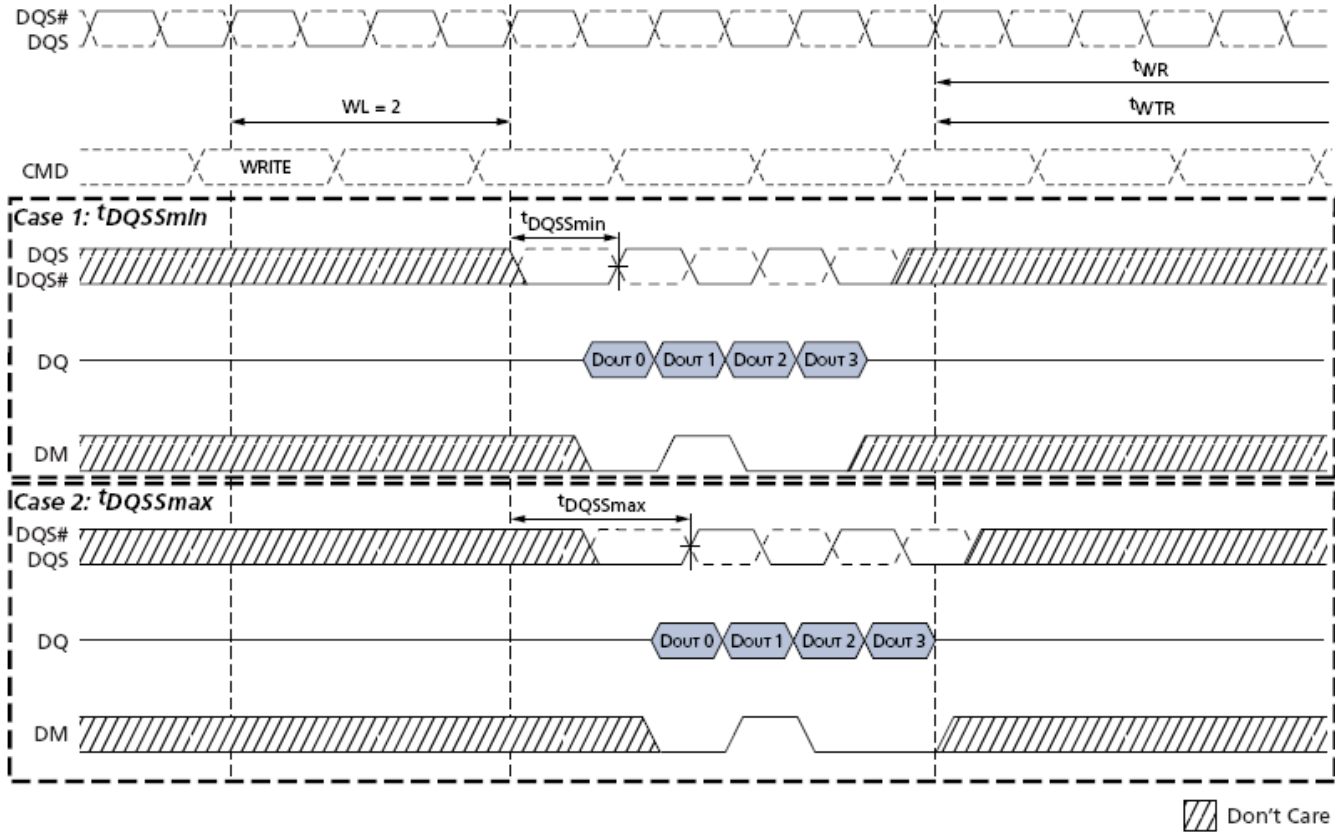 DQS#
DQS
tWR
WL = 2
tWTR
CMD
WRITE
Case 1: tDQSSmin
tDQSSmin
DQS
DQS#
DQ
DOUT 0 DOUT 1 DOUT 2 DOUT 3
DM
Case 2: tDQSSmax
tDQSSmax
DQS#
DQS
DQ
DOUT 0 DOUT 1 DOUT 2 DOUT 3
DM
Don't Care